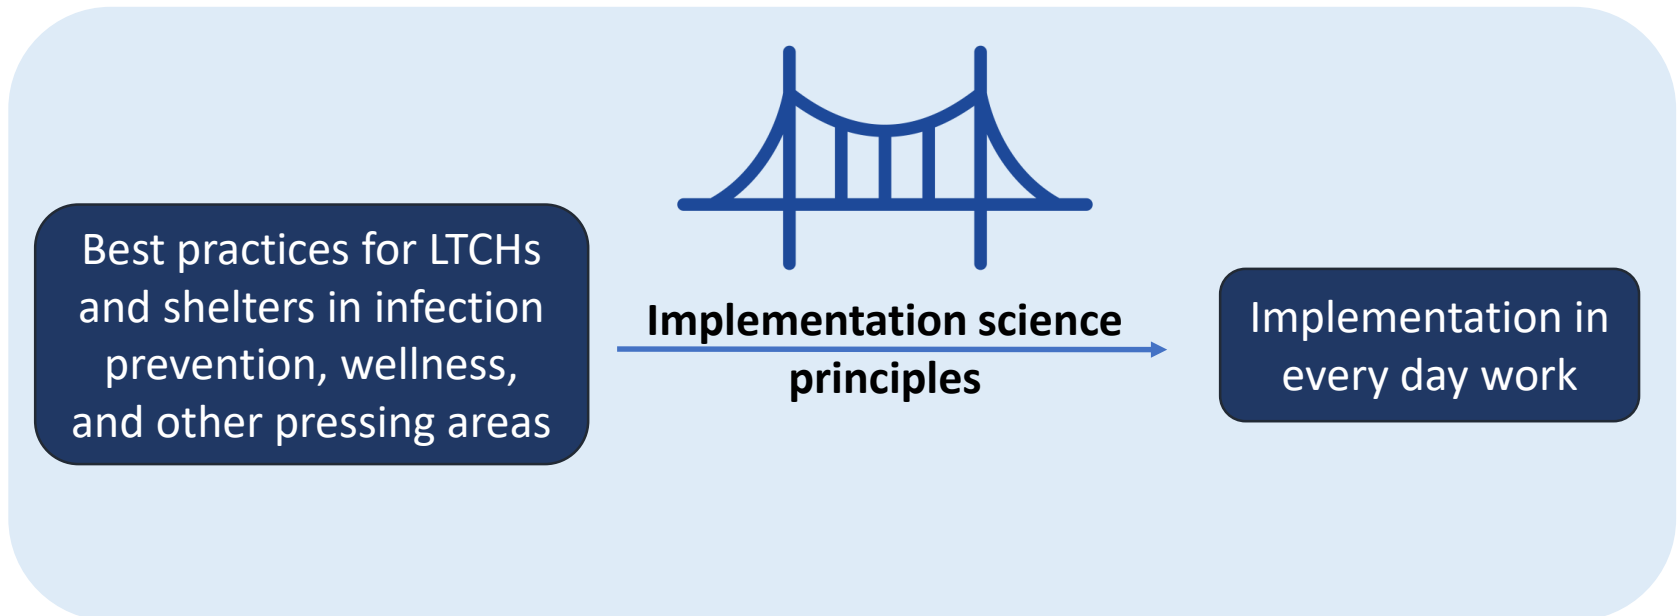 Best practices for LTCHs
and shelters in infection
prevention, wellness,
and other pressing areas
Implementation science
principles
Implementation in
every day work